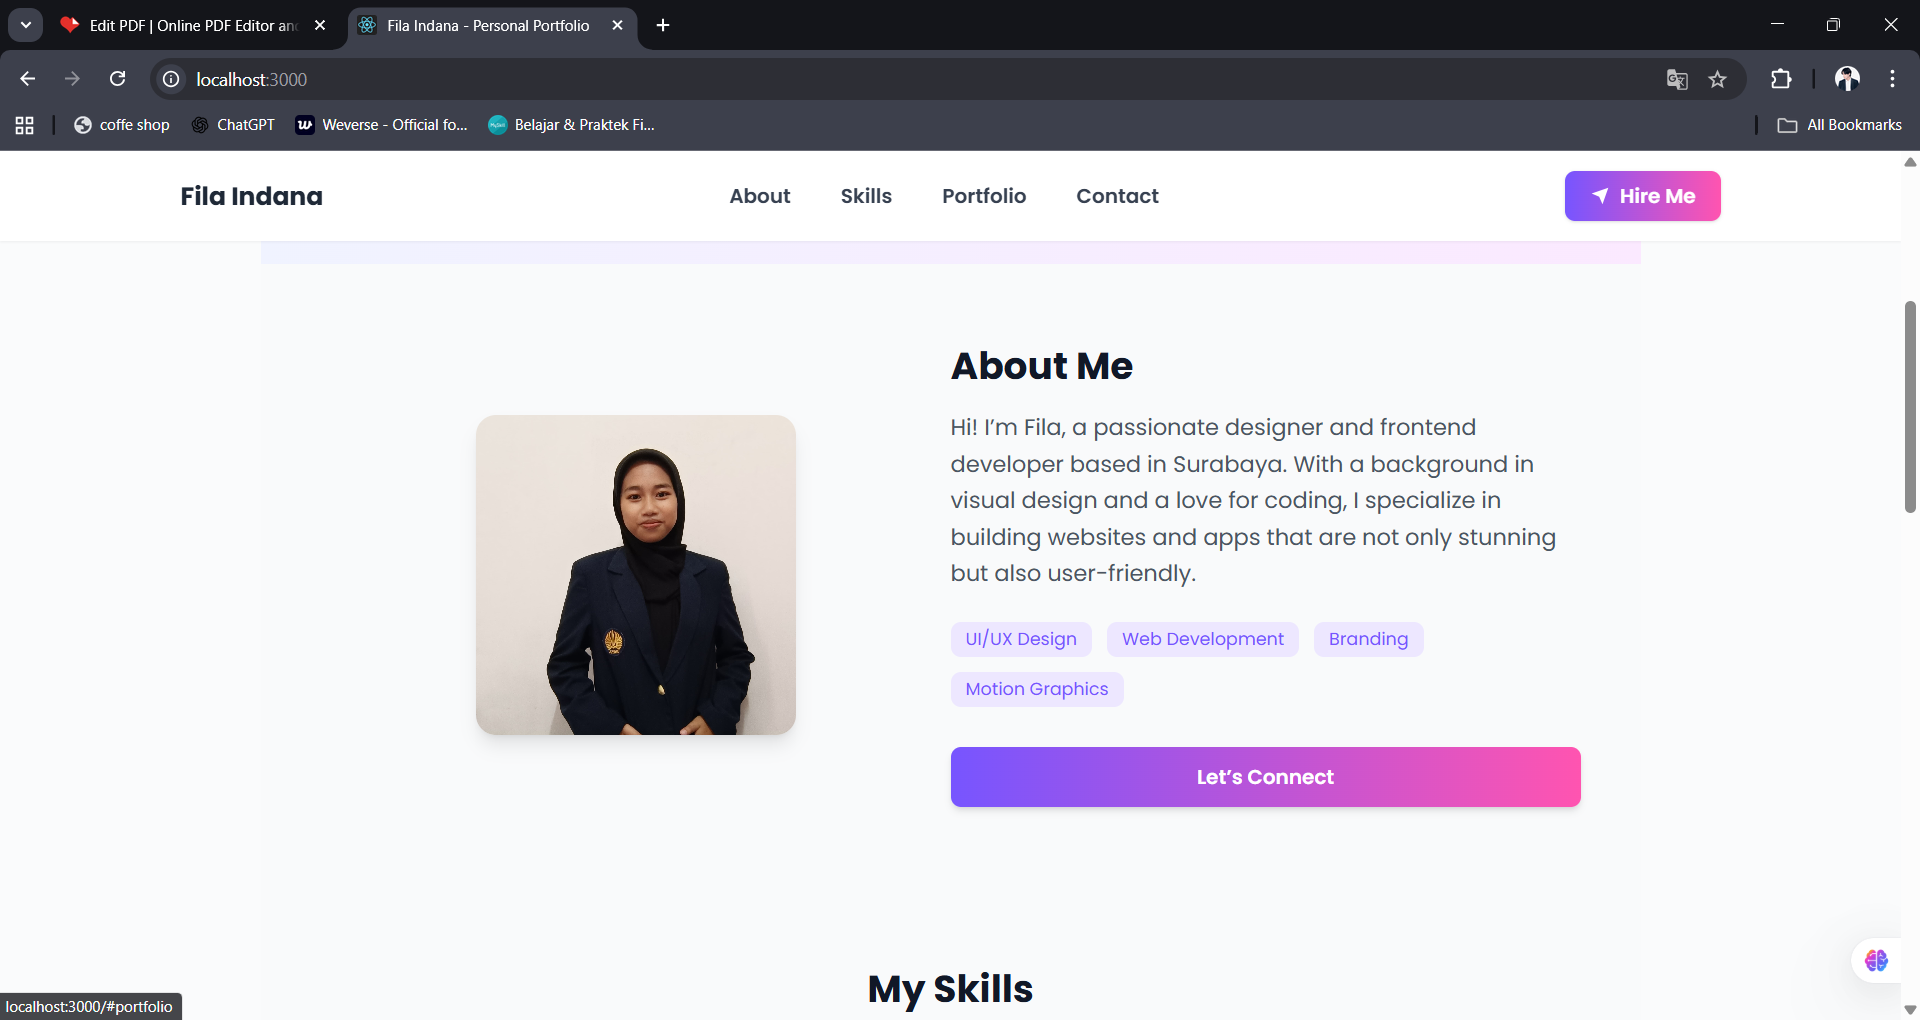 Edit PDF | Online PDF Editor an
Fila Indana - Personal Portfolio
localhost:3000
coffe shop
ChatGPT
Weverse - Official fo...
Belajar & Praktek Fi...
All Bookmarks
Fila Indana
About
Skills
Portfolio
Contact
Hire Me
About Me
Hi! I’m Fila, a passionate designer and frontend
developer based in Surabaya. With a background in
visual design and a love for coding, I specialize in
building websites and apps that are not only stunning
but also user-friendly.
UI/UX Design
Web Development
Branding
Motion Graphics
Let’s Connect
My Skills
localhost:3000/#portfolio